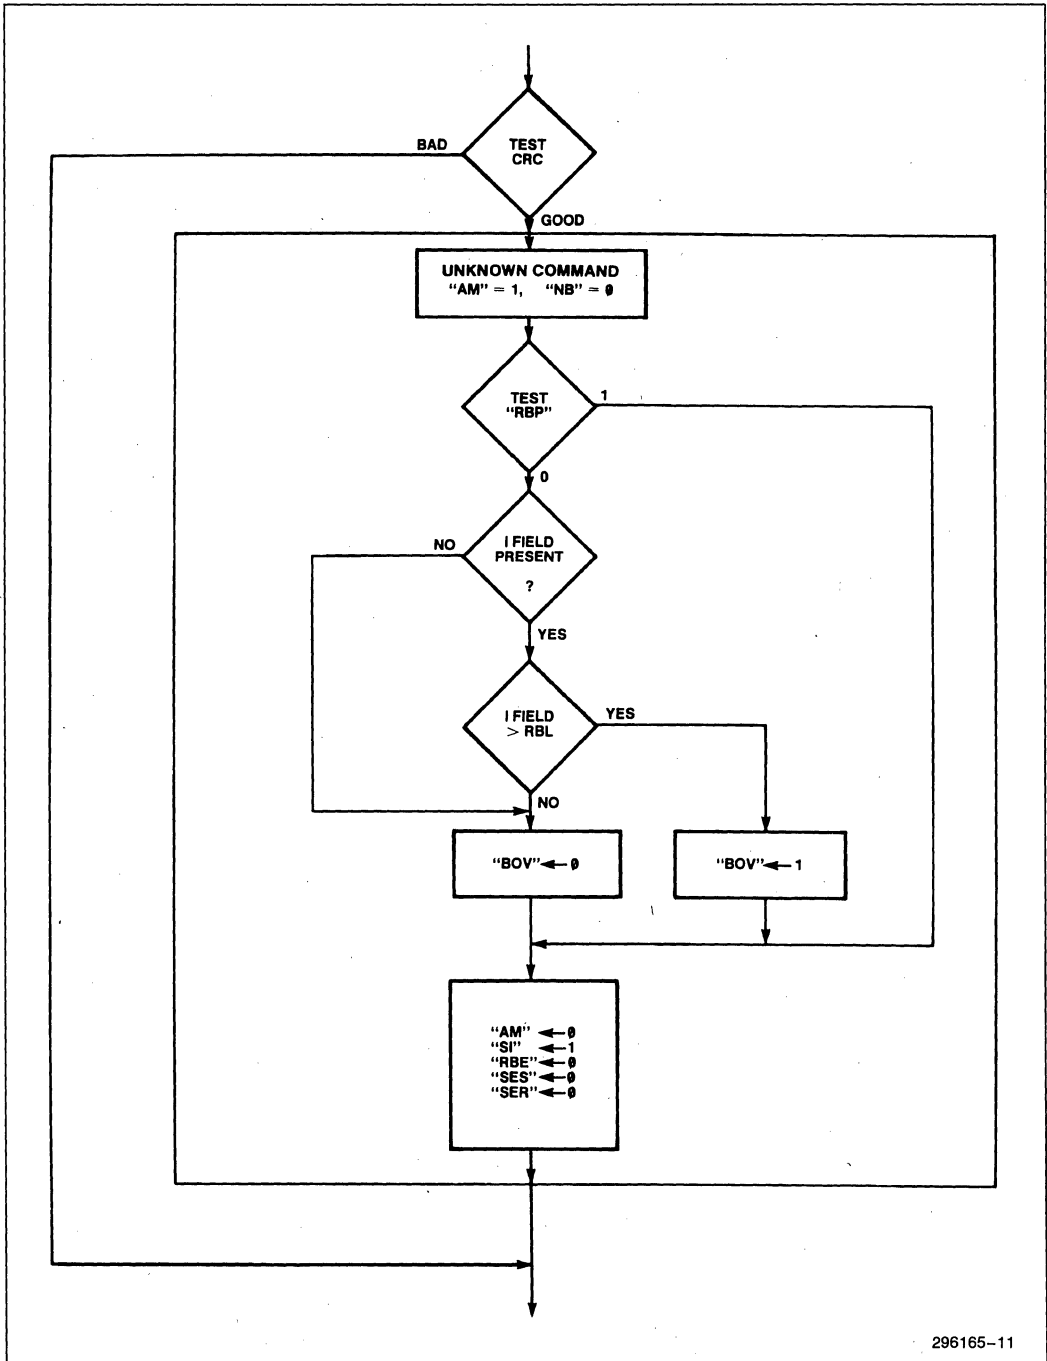 TEST
CRC
BAD
GOOD
UNKNOWN COMMAND
“AM” = 1, “NB” = 0
TEST
“RBP”
1
0
I FIELD
PRESENT
?
NO
YES
I FIELD
> RBL
YES
NO
“BOV” ← 0
“BOV” ← 1
“AM” ← 0
“SI” ← 1
“RBE” ← 0
“SES” ← 0
“SER” ← 0
296165–11